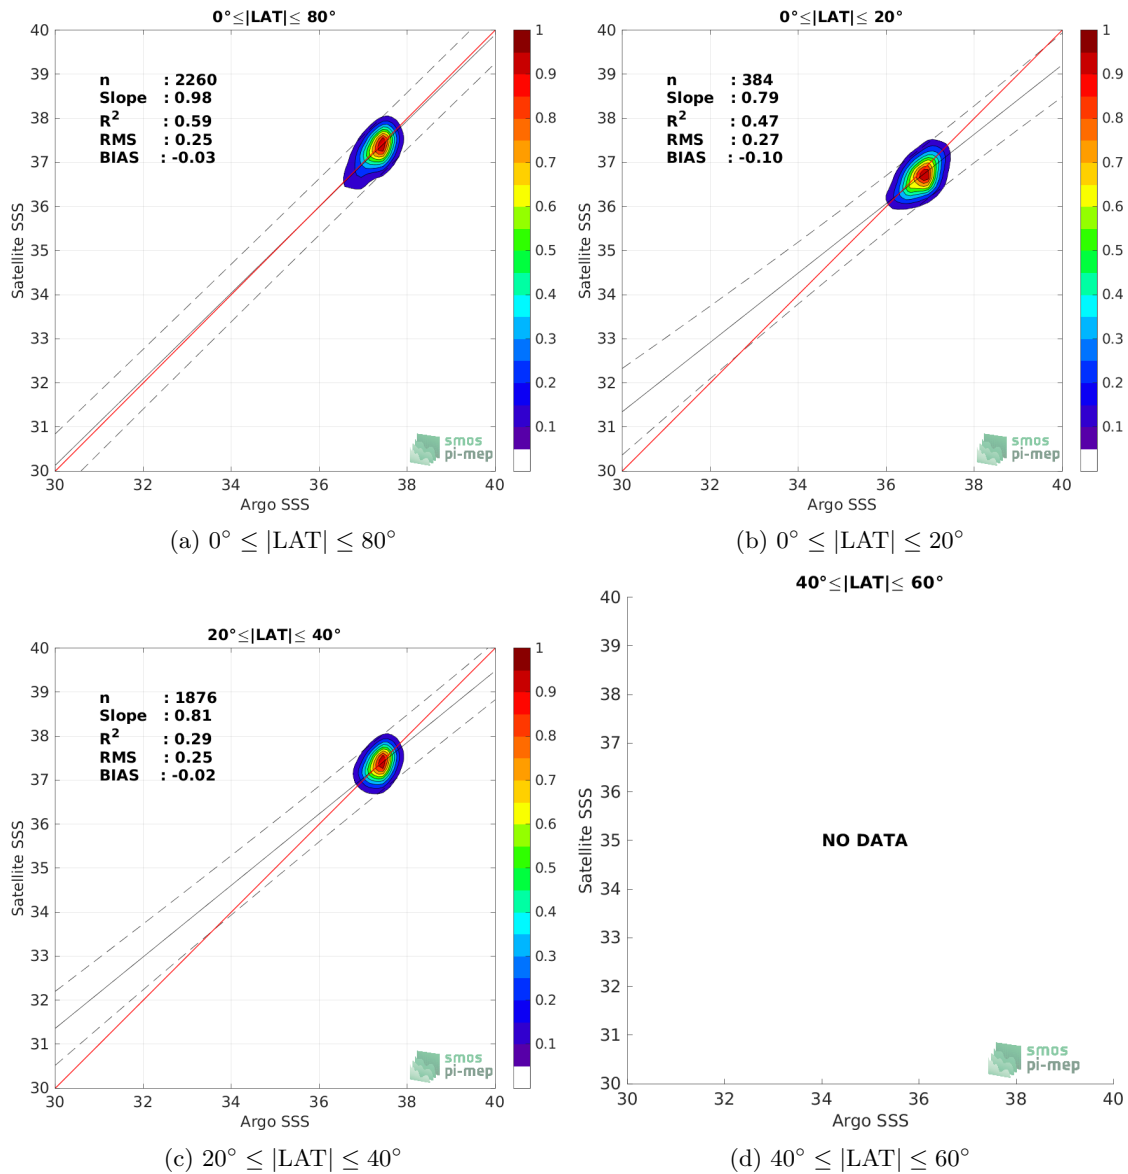 0°≤|LAT|≤ 80°
40
39
38
37
36
35
34
33
32
31
30
Satellite SSS
n : 2260
Slope : 0.98
R² : 0.59
RMS : 0.25
BIAS : -0.03
smos
pi-mep
30 32 34 36 38 40
Argo SSS
1
0.9
0.8
0.7
0.6
0.5
0.4
0.3
0.2
0.1
(a) 0° ≤ |LAT| ≤ 80°
0°≤|LAT|≤ 20°
40
39
38
37
36
35
34
33
32
31
30
Satellite SSS
n : 384
Slope : 0.79
R² : 0.47
RMS : 0.27
BIAS : -0.10
smos
pi-mep
30 32 34 36 38 40
Argo SSS
1
0.9
0.8
0.7
0.6
0.5
0.4
0.3
0.2
0.1
(b) 0° ≤ |LAT| ≤ 20°
20°≤|LAT|≤ 40°
40
39
38
37
36
35
34
33
32
31
30
Satellite SSS
n : 1876
Slope : 0.81
R² : 0.29
RMS : 0.25
BIAS : -0.02
smos
pi-mep
30 32 34 36 38 40
Argo SSS
1
0.9
0.8
0.7
0.6
0.5
0.4
0.3
0.2
0.1
(c) 20° ≤ |LAT| ≤ 40°
40°≤|LAT|≤ 60°
40
39
38
37
36
35
34
33
32
31
30
Satellite SSS
NO DATA
smos
pi-mep
30 32 34 36 38 40
Argo SSS
(d) 40° ≤ |LAT| ≤ 60°